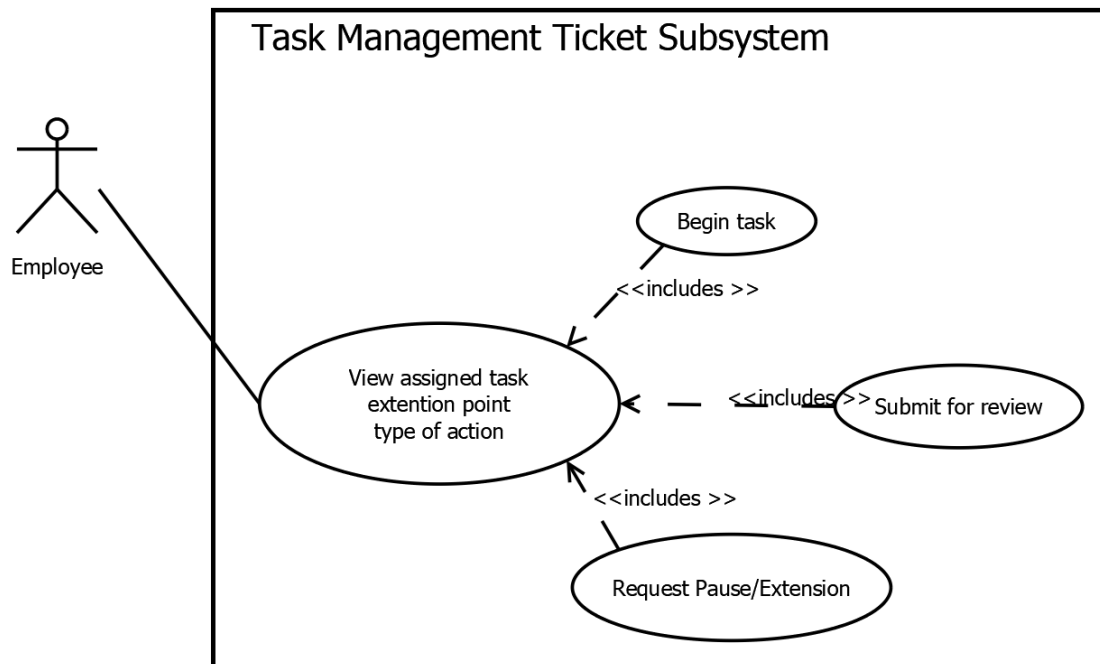 Task Management Ticket Subsystem
Employee
Begin task
<<includes >>
View assigned task
extention point
type of action
<<includes >>
Submit for review
<<includes >>
Request Pause/Extension